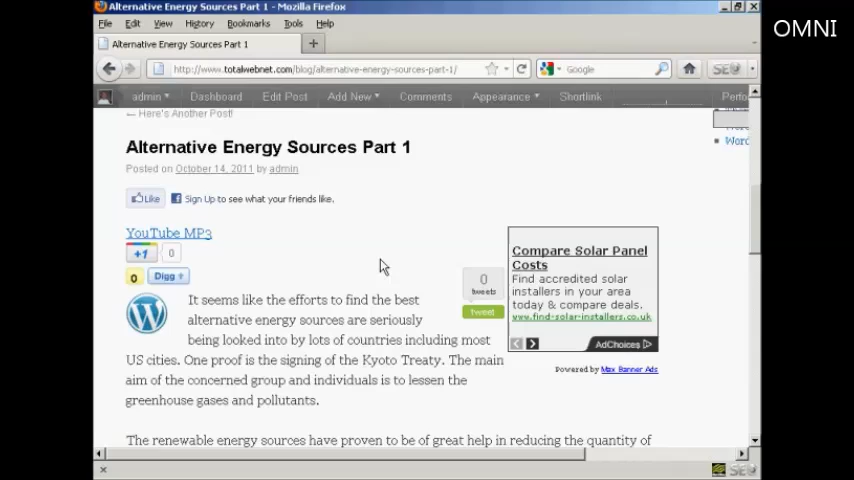 Alternative Energy Sources Part 1 - Mozilla Firefox
OMNI
File Edit View History Bookmarks Tools Help
Alternative Energy Sources Part 1 +
http://www.totalwebnet.com/blog/alternative-energy-sources-part-1/ Google SEO
admin Dashboard Edit Post Add New Comments Appearance Shortlink Perfo
← Here's Another Post!
Word
Alternative Energy Sources Part 1
Posted on October 14, 2011 by admin
Like Sign Up to see what your friends like.
YouTube MP3
+1 0
0 Digg
0
tweets
tweet
Compare Solar Panel
Costs
Find accredited solar
installers in your area
today & compare deals.
www.find-solar-installers.co.uk
AdChoices
Powered by Max Banner Ads
It seems like the efforts to find the best
alternative energy sources are seriously
being looked into by lots of countries including most
US cities. One proof is the signing of the Kyoto Treaty. The main
aim of the concerned group and individuals is to lessen the
greenhouse gases and pollutants.
The renewable energy sources have proven to be of great help in reducing the quantity of
SEO